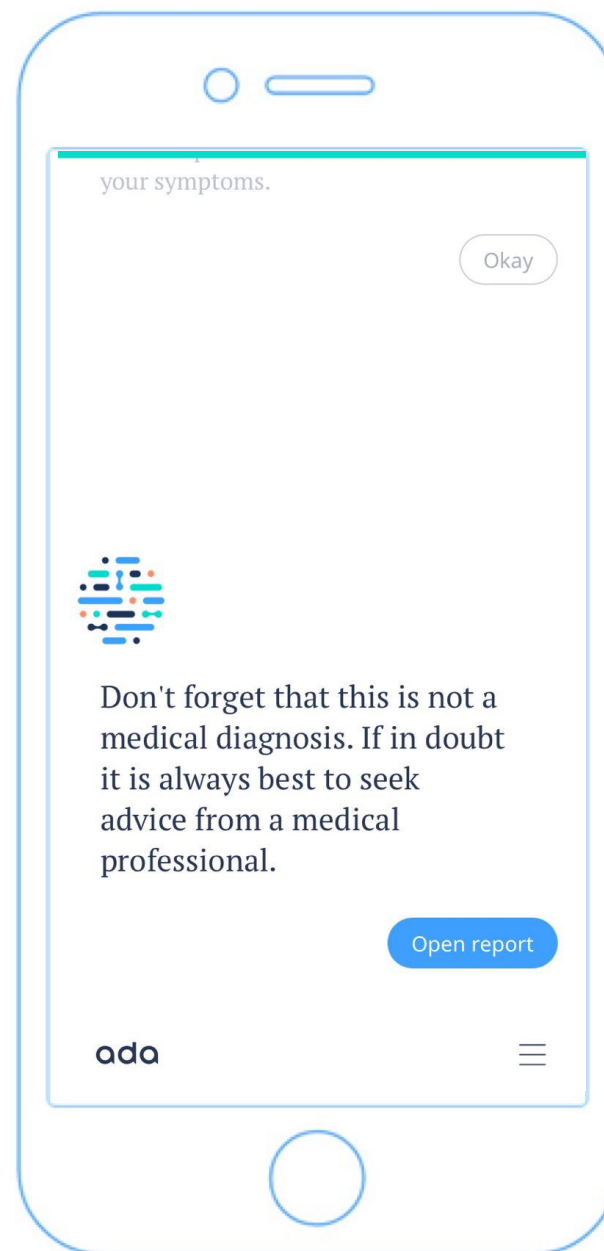 your symptoms.
Okay
Don't forget that this is not a
medical diagnosis. If in doubt
it is always best to seek
advice from a medical
professional.
Open report
ada